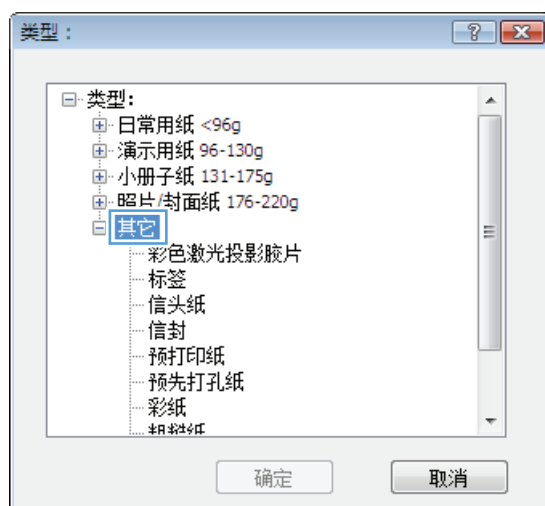 类型：
类型:
日常用纸 <96g
演示用纸 96-130g
小册子纸 131-175g
照片/封面纸 176-220g
其它
彩色激光投影胶片
标签
信头纸
信封
预打印纸
预先打孔纸
彩纸
粗糙纸
确定 取消